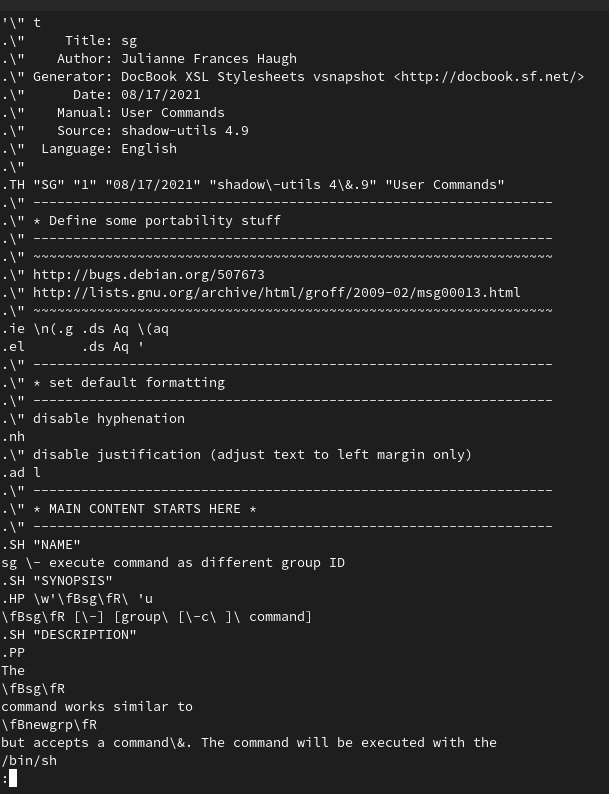 '\" t
.\"     Title: sg
.\"    Author: Julianne Frances Haugh
.\" Generator: DocBook XSL Stylesheets vsnapshot <http://docbook.sf.net/>
.\"      Date: 08/17/2021
.\"    Manual: User Commands
.\"    Source: shadow-utils 4.9
.\"  Language: English
.\"
.TH "SG" "1" "08/17/2021" "shadow\-utils 4\&.9" "User Commands"
.\" -----------------------------------------------------------------
.\" * Define some portability stuff
.\" -----------------------------------------------------------------
.\" ~~~~~~~~~~~~~~~~~~~~~~~~~~~~~~~~~~~~~~~~~~~~~~~~~~~~~~~~~~~~~~~~~
.\" http://bugs.debian.org/507673
.\" http://lists.gnu.org/archive/html/groff/2009-02/msg00013.html
.\" ~~~~~~~~~~~~~~~~~~~~~~~~~~~~~~~~~~~~~~~~~~~~~~~~~~~~~~~~~~~~~~~~~
.ie \n(.g .ds Aq \(aq
.el       .ds Aq '
.\" -----------------------------------------------------------------
.\" * set default formatting
.\" -----------------------------------------------------------------
.\" disable hyphenation
.nh
.\" disable justification (adjust text to left margin only)
.ad l
.\" -----------------------------------------------------------------
.\" * MAIN CONTENT STARTS HERE *
.\" -----------------------------------------------------------------
.SH "NAME"
sg \- execute command as different group ID
.SH "SYNOPSIS"
.HP \w'\fBsg\fR\ 'u
\fBsg\fR [\-] [group\ [\-c\ ]\ command]
.SH "DESCRIPTION"
.PP
The
\fBsg\fR
command works similar to
\fBnewgrp\fR
but accepts a command\&. The command will be executed with the
/bin/sh
: